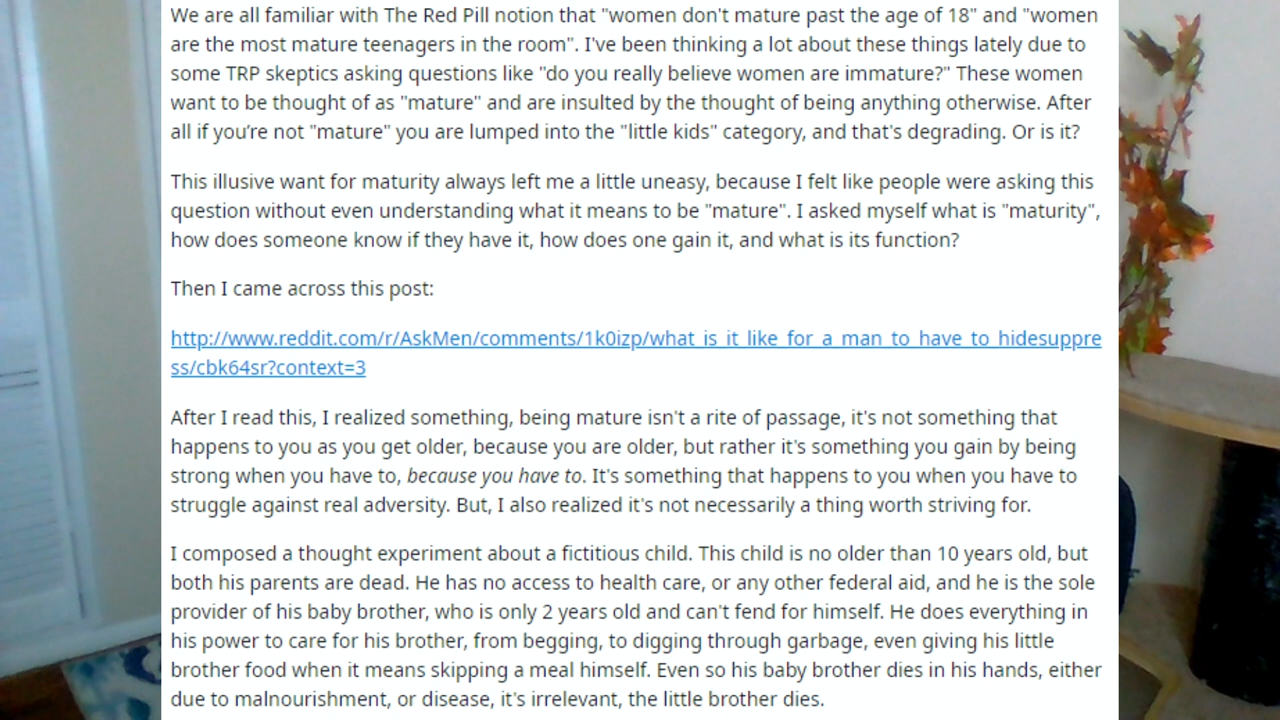 We are all familiar with The Red Pill notion that "women don't mature past the age of 18" and "women
are the most mature teenagers in the room". I've been thinking a lot about these things lately due to
some TRP skeptics asking questions like "do you really believe women are immature?" These women
want to be thought of as "mature" and are insulted by the thought of being anything otherwise. After
all if you're not "mature" you are lumped into the "little kids" category, and that's degrading. Or is it?
This illusive want for maturity always left me a little uneasy, because I felt like people were asking this
question without even understanding what it means to be "mature". I asked myself what is "maturity",
how does someone know if they have it, how does one gain it, and what is its function?
Then I came across this post:
http://www.reddit.com/r/AskMen/comments/1k0izp/what_is_it_like_for_a_man_to_have_to_hidesuppre
ss/cbk64sr?context=3
After I read this, I realized something, being mature isn't a rite of passage, it's not something that
happens to you as you get older, because you are older, but rather it's something you gain by being
strong when you have to, because you have to. It's something that happens to you when you have to
struggle against real adversity. But, I also realized it's not necessarily a thing worth striving for.
I composed a thought experiment about a fictitious child. This child is no older than 10 years old, but
both his parents are dead. He has no access to health care, or any other federal aid, and he is the sole
provider of his baby brother, who is only 2 years old and can't fend for himself. He does everything in
his power to care for his brother, from begging, to digging through garbage, even giving his little
brother food when it means skipping a meal himself. Even so his baby brother dies in his hands, either
due to malnourishment, or disease, it's irrelevant, the little brother dies.